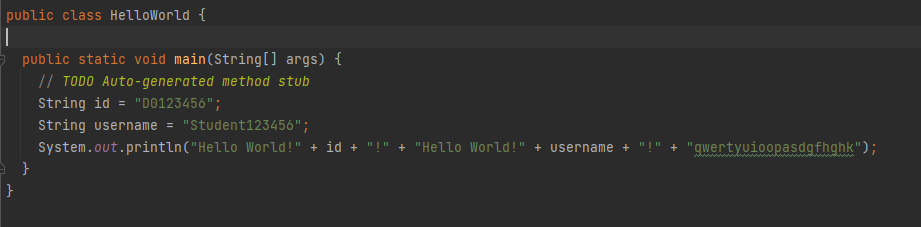 public class HelloWorld {
public static void main(String[] args) {
// TODO Auto-generated method stub
String id = "D0123456";
String username = "Student123456";
System.out.println("Hello World!" + id + "!" + "Hello World!" + username + "!" + "qwertyuioopasdgfhghk");
}
}